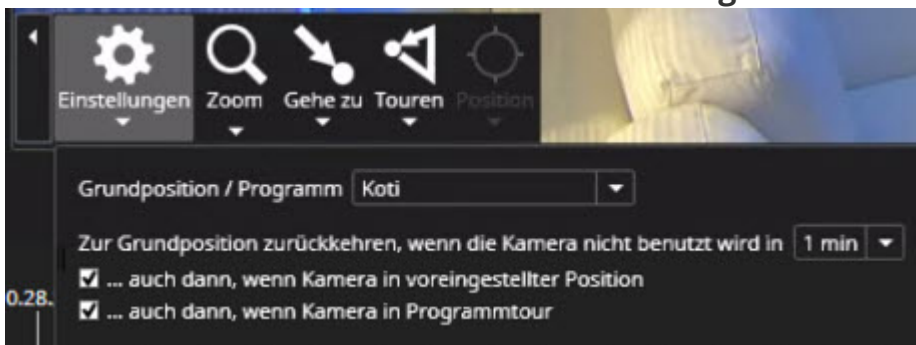 Einstellungen Zoom Gehe zu Touren Position
Grundposition / Programm Koti
Zur Grundposition zurückkehren, wenn die Kamera nicht benutzt wird in 1 min
... auch dann, wenn Kamera in voreingestellter Position
0.28.
... auch dann, wenn Kamera in Programmtour